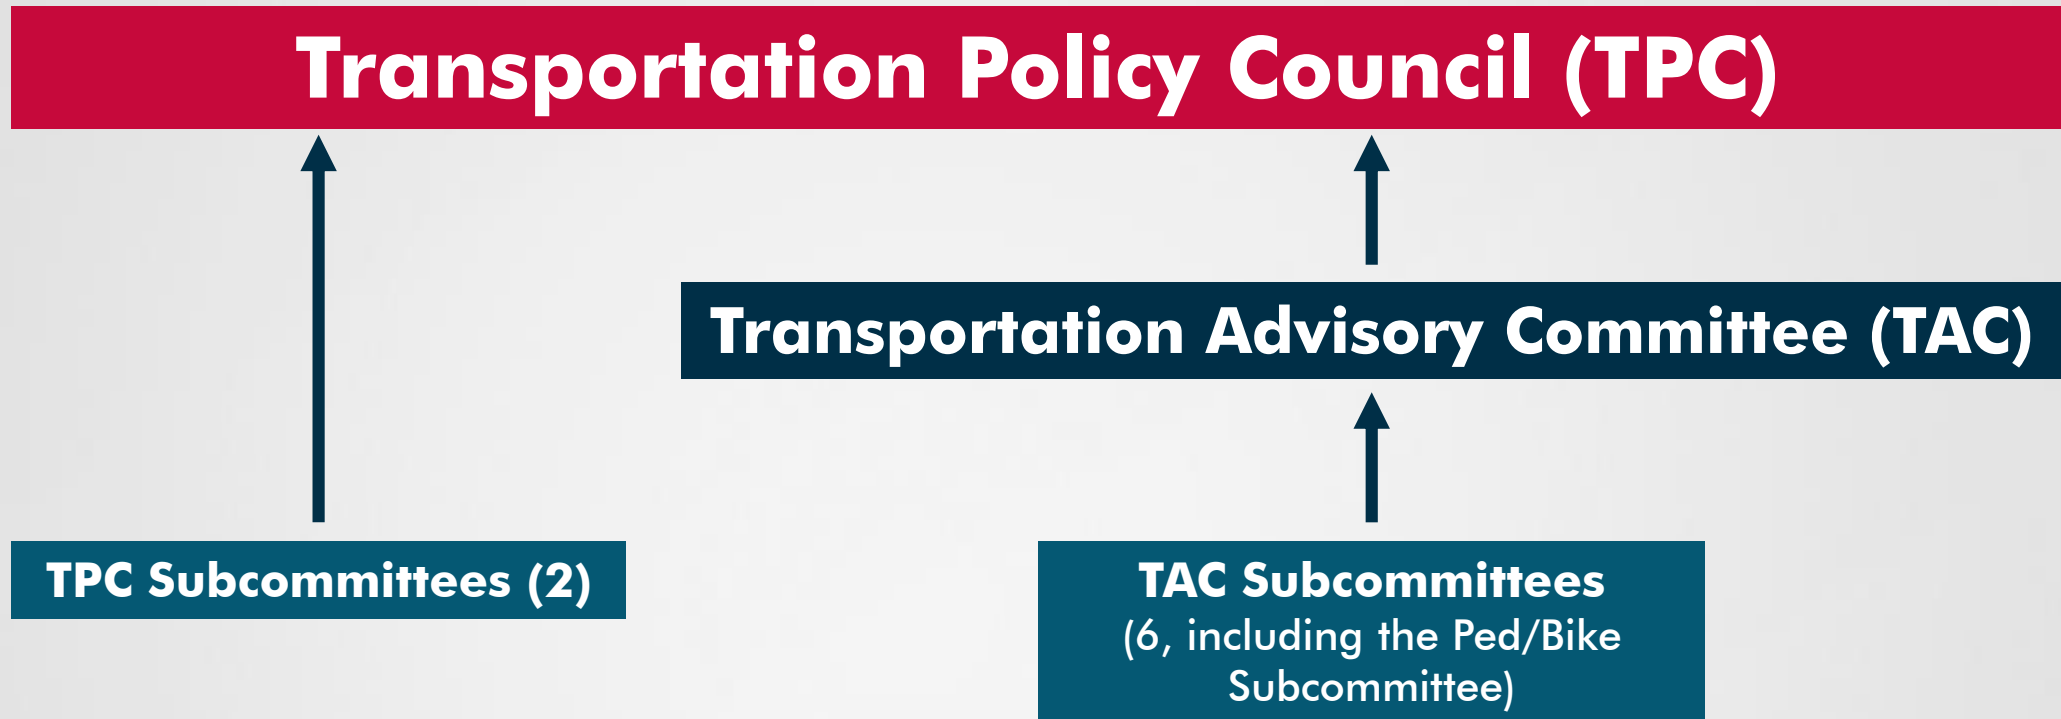 Transportation Policy Council (TPC)
Transportation Advisory Committee (TAC)
TPC Subcommittees (2)
TAC Subcommittees
(6, including the Ped/Bike
Subcommittee)